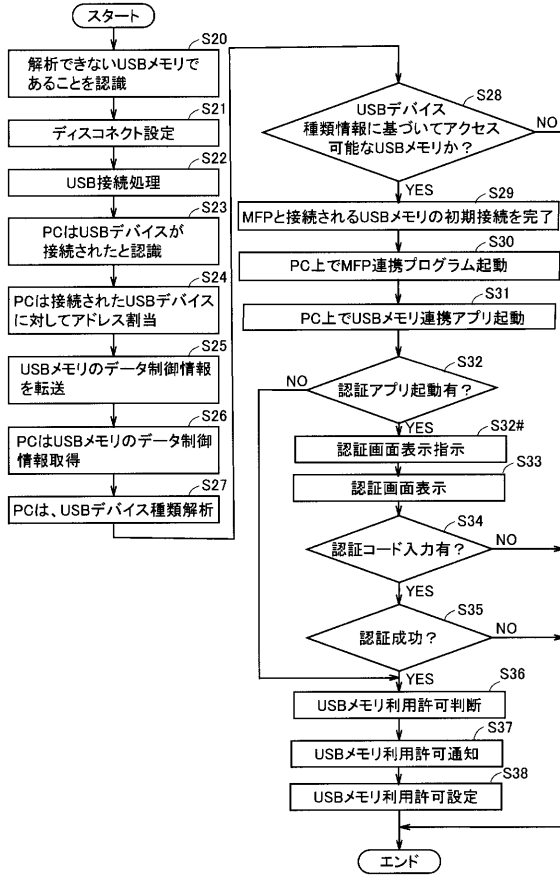 スタート
S20
解析できないUSBメモリで
あることを認識
S21
ディスコネクト設定
S22
USB接続処理
S23
PCはUSBデバイスが
接続されたと認識
S24
PCは接続されたUSBデバイス
に対してアドレス割当
S25
USBメモリのデータ制御情報
を転送
S26
PCはUSBメモリのデータ制御
情報取得
S27
PCは、USBデバイス種類解析
S28
USBデバイス
種類情報に基づいてアクセス
可能なUSBメモリか?
NO
YES
S29
MFPと接続されるUSBメモリの初期接続を完了
S30
PC上でMFP連携プログラム起動
S31
PC上でUSBメモリ連携アプリ起動
S32
認証アプリ起動有?
NO
YES
S32#
認証画面表示指示
S33
認証画面表示
S34
認証コード入力有?
NO
YES
S35
認証成功?
NO
YES
S36
USBメモリ利用許可判断
S37
USBメモリ利用許可通知
S38
USBメモリ利用許可設定
エンド